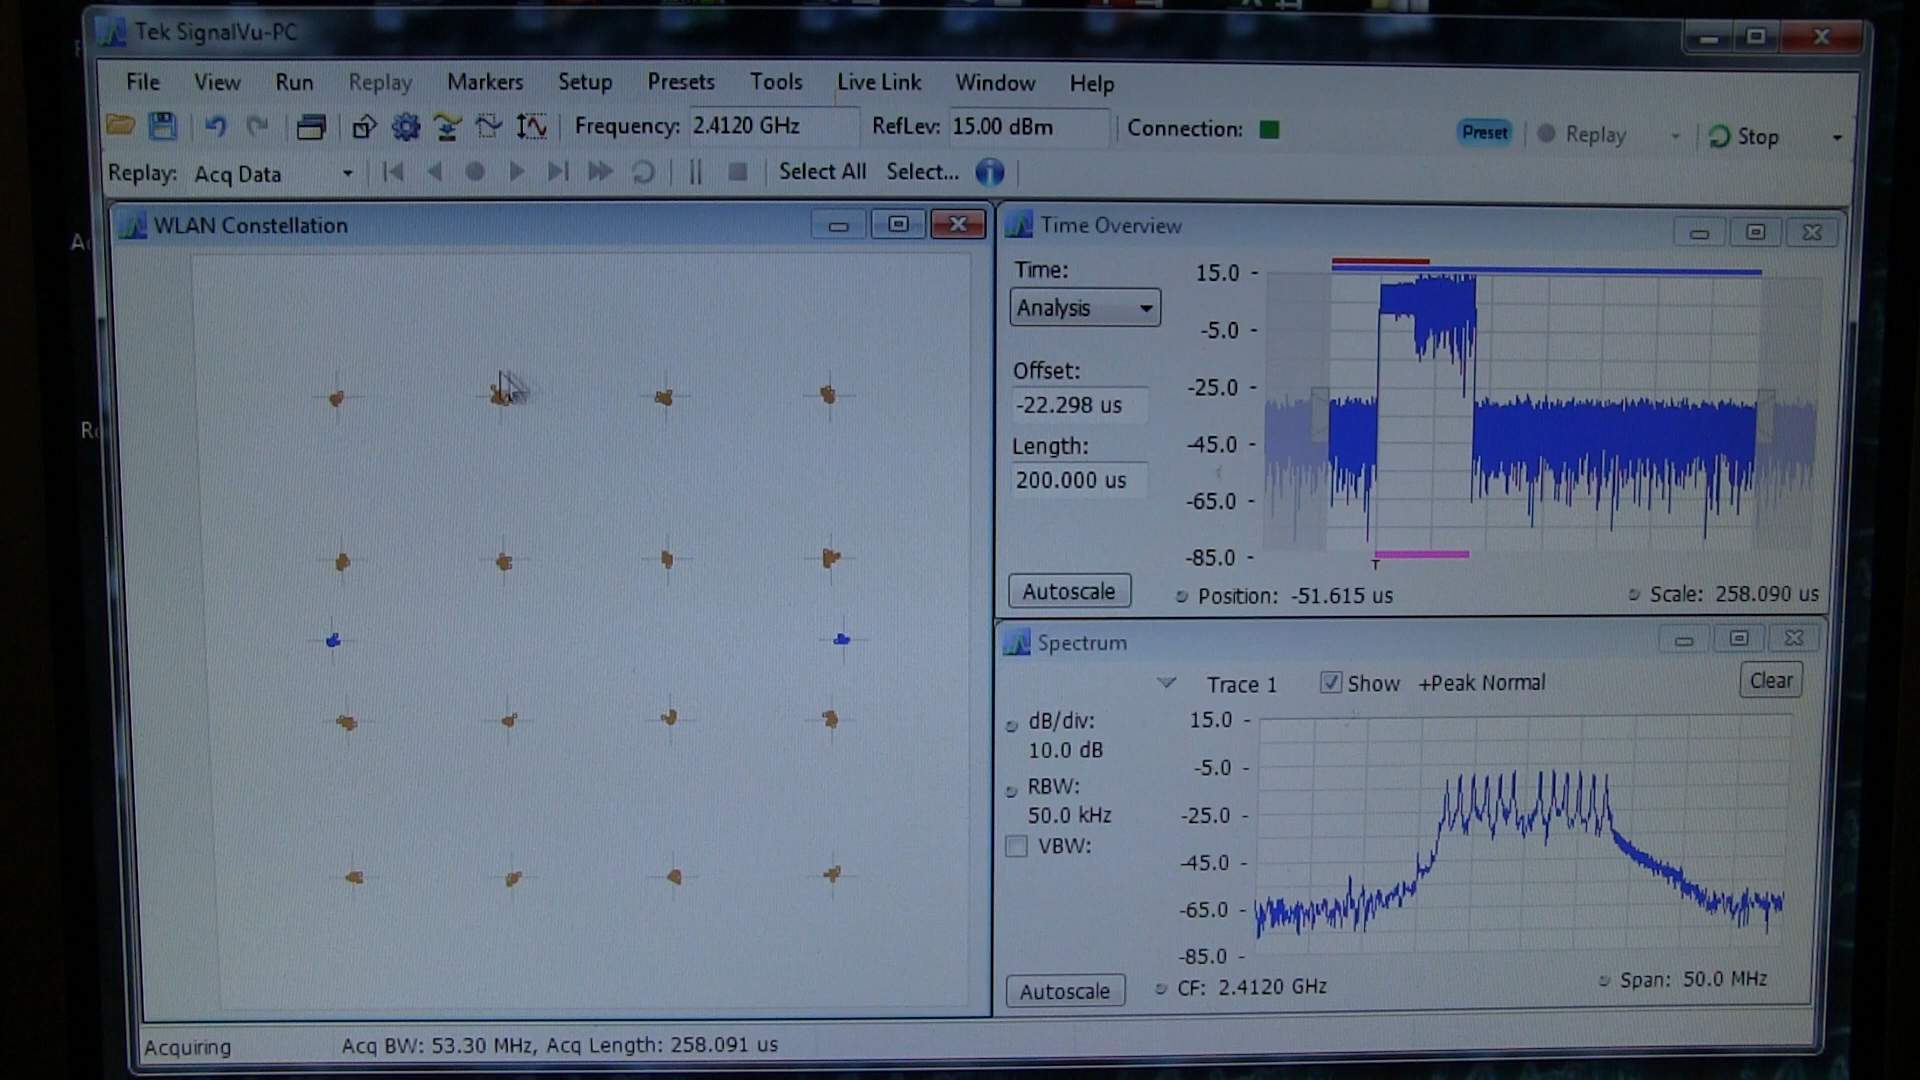 Tek SignalVu-PC
File View Run Replay Markers Setup Presets Tools Live Link Window Help
Frequency: 2.4120 GHz RefLev: 15.00 dBm Connection: Preset Replay Stop
Replay: Acq Data Select All Select...
WLAN Constellation
Time Overview
Time:
Analysis
Offset:
-22.298 us
Length:
200.000 us
Autoscale
15.0
-5.0
-25.0
-45.0
-65.0
-85.0
T
Position: -51.615 us Scale: 258.090 us
Spectrum
Trace 1 Show +Peak Normal Clear
dB/div:
10.0 dB
RBW:
50.0 kHz
VBW:
Autoscale
15.0
-5.0
-25.0
-45.0
-65.0
-85.0
CF: 2.4120 GHz Span: 50.0 MHz
Acquiring Acq BW: 53.30 MHz, Acq Length: 258.091 us